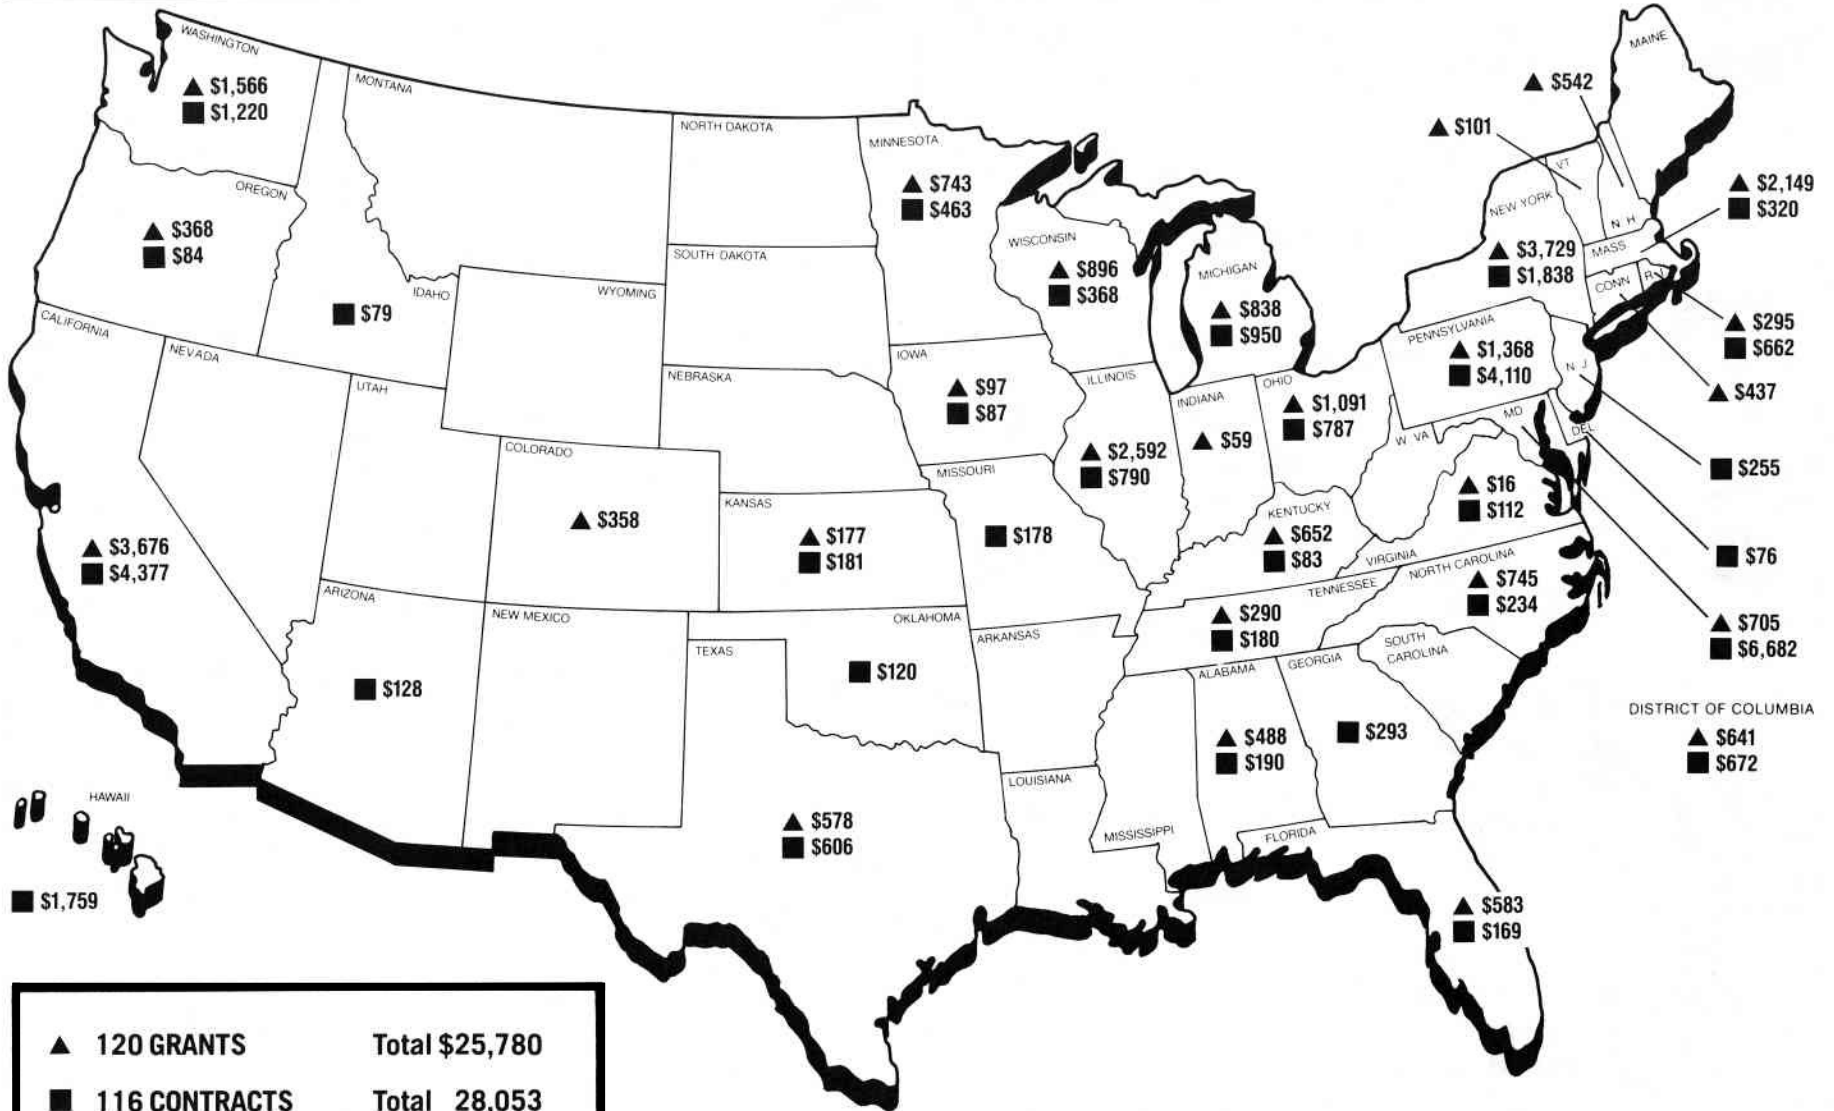 WASHINGTON
▲ $1,566
■ $1,220
MONTANA
NORTH DAKOTA
MINNESOTA
▲ $743
■ $463
MAINE
▲ $542
▲ $101
VT
N H
▲ $2,149
■ $320
OREGON
▲ $368
■ $84
IDAHO
■ $79
WYOMING
SOUTH DAKOTA
WISCONSIN
▲ $896
■ $368
MICHIGAN
▲ $838
■ $950
NEW YORK
▲ $3,729
■ $1,838
MASS
CONN
R I
▲ $295
■ $662
▲ $437
CALIFORNIA
▲ $3,676
■ $4,377
NEVADA
UTAH
NEBRASKA
IOWA
▲ $97
■ $87
ILLINOIS
▲ $2,592
■ $790
INDIANA
▲ $59
OHIO
▲ $1,091
■ $787
PENNSYLVANIA
▲ $1,368
■ $4,110
N J
■ $255
MD
DEL
■ $76
W VA
▲ $16
■ $112
VIRGINIA
COLORADO
▲ $358
KANSAS
▲ $177
■ $181
MISSOURI
■ $178
KENTUCKY
▲ $652
■ $83
NORTH CAROLINA
▲ $745
■ $234
▲ $705
■ $6,682
ARIZONA
■ $128
NEW MEXICO
OKLAHOMA
■ $120
TEXAS
▲ $578
■ $606
ARKANSAS
TENNESSEE
▲ $290
■ $180
SOUTH
CAROLINA
ALABAMA
▲ $488
■ $190
GEORGIA
■ $293
DISTRICT OF COLUMBIA
▲ $641
■ $672
LOUISIANA
MISSISSIPPI
FLORIDA
▲ $583
■ $169
HAWAII
■ $1,759
▲ 120 GRANTS Total $25,780
■ 116 CONTRACTS Total 28,053